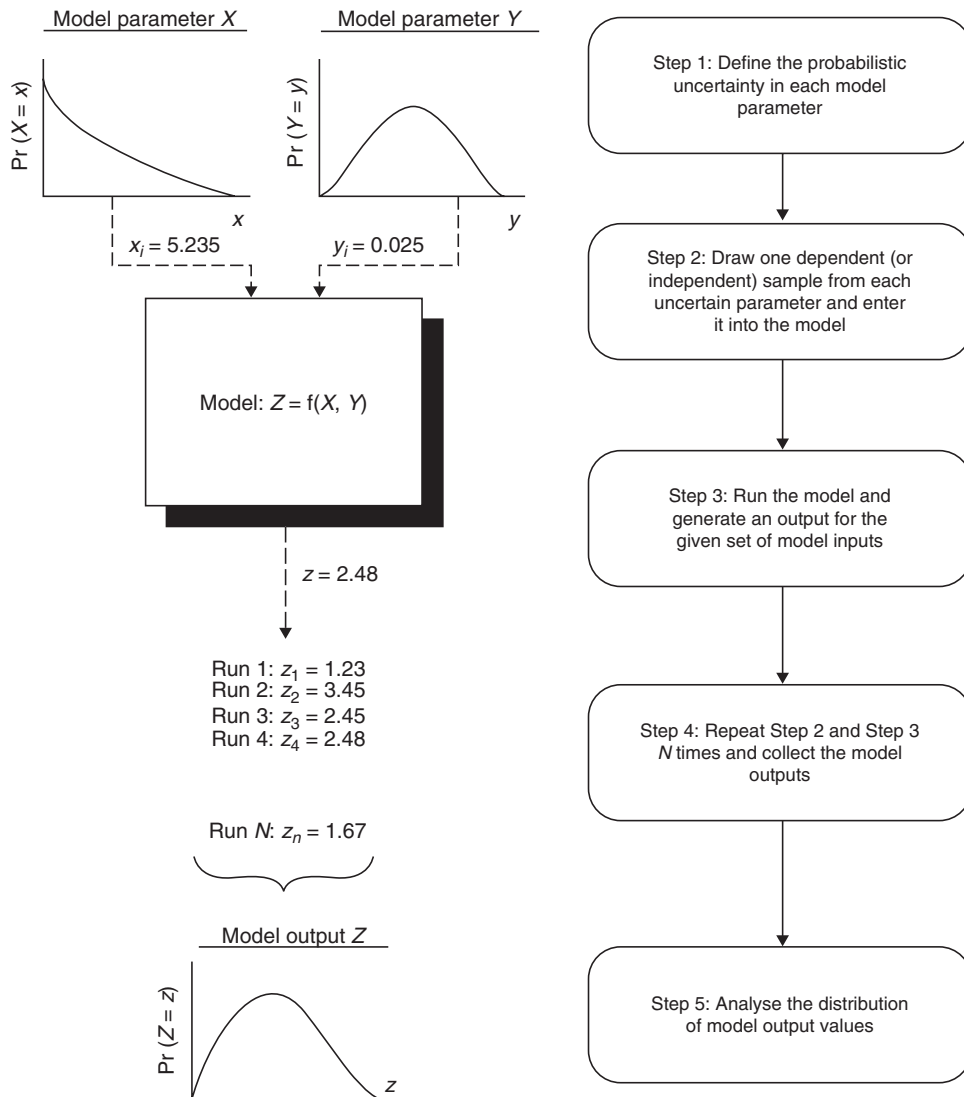 Model parameter X
Model parameter Y
Pr (X = x)
x
Pr (Y = y)
y
x_i = 5.235
y_i = 0.025
Model: Z = f(X, Y)
z = 2.48
Run 1: z_1 = 1.23
Run 2: z_2 = 3.45
Run 3: z_3 = 2.45
Run 4: z_4 = 2.48
Run N: z_n = 1.67
Model output Z
Pr (Z = z)
z
Step 1: Define the probabilistic
uncertainty in each model
parameter
Step 2: Draw one dependent (or
independent) sample from each
uncertain parameter and enter
it into the model
Step 3: Run the model and
generate an output for the
given set of model inputs
Step 4: Repeat Step 2 and Step 3
N times and collect the model
outputs
Step 5: Analyse the distribution
of model output values